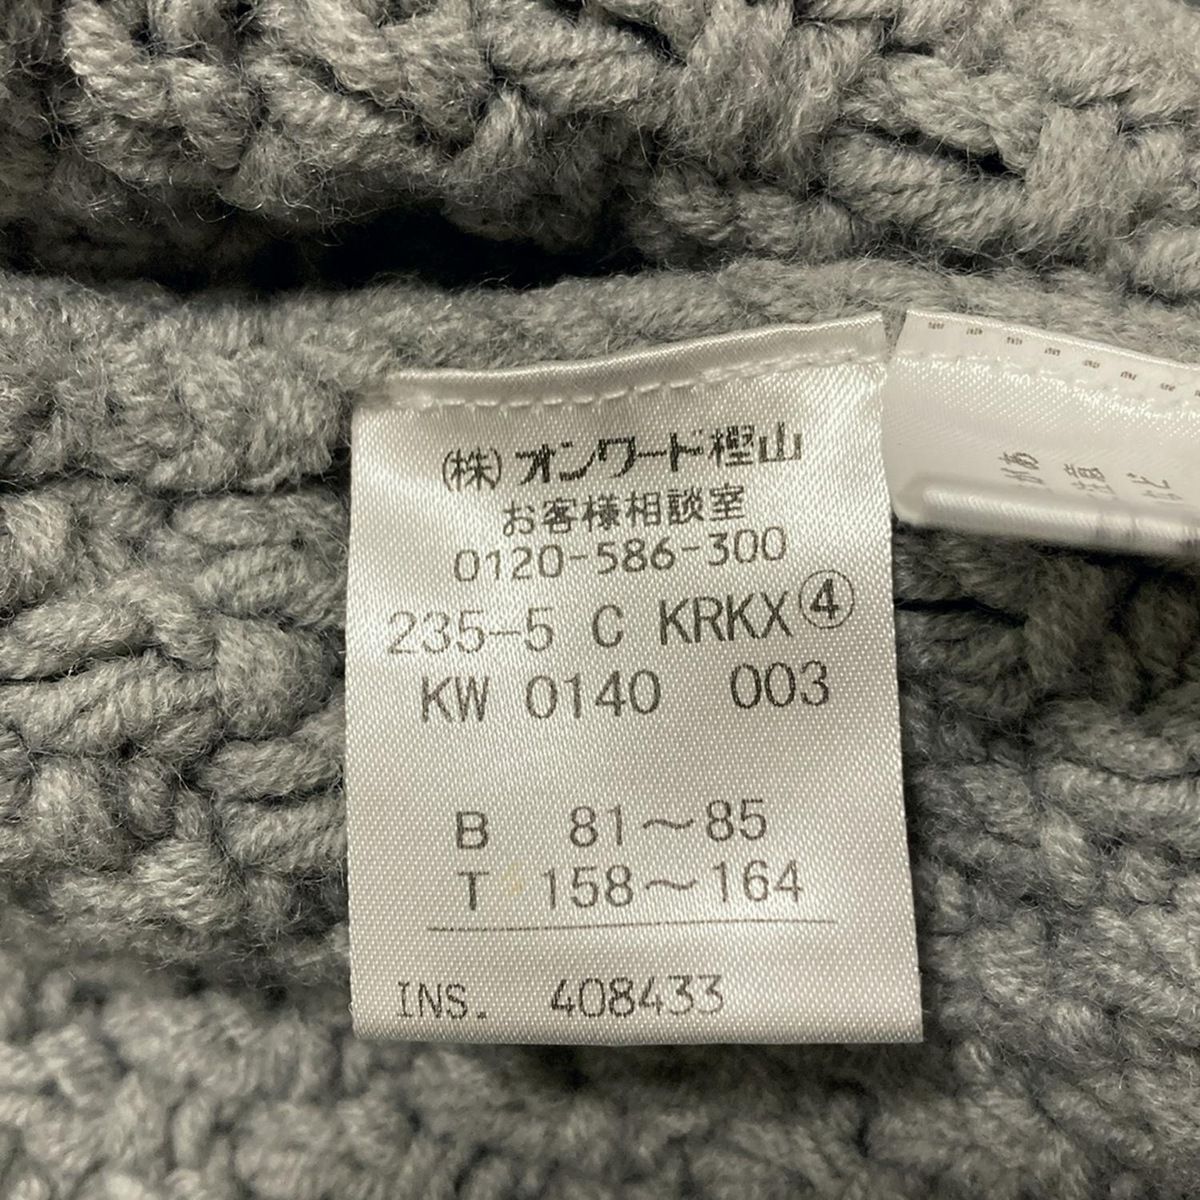 (株)オンワード樫山
お客様相談室
0120-586-300
235-5 C KRKX④
KW 0140 003
B 81～85
T 158～164
INS. 408433